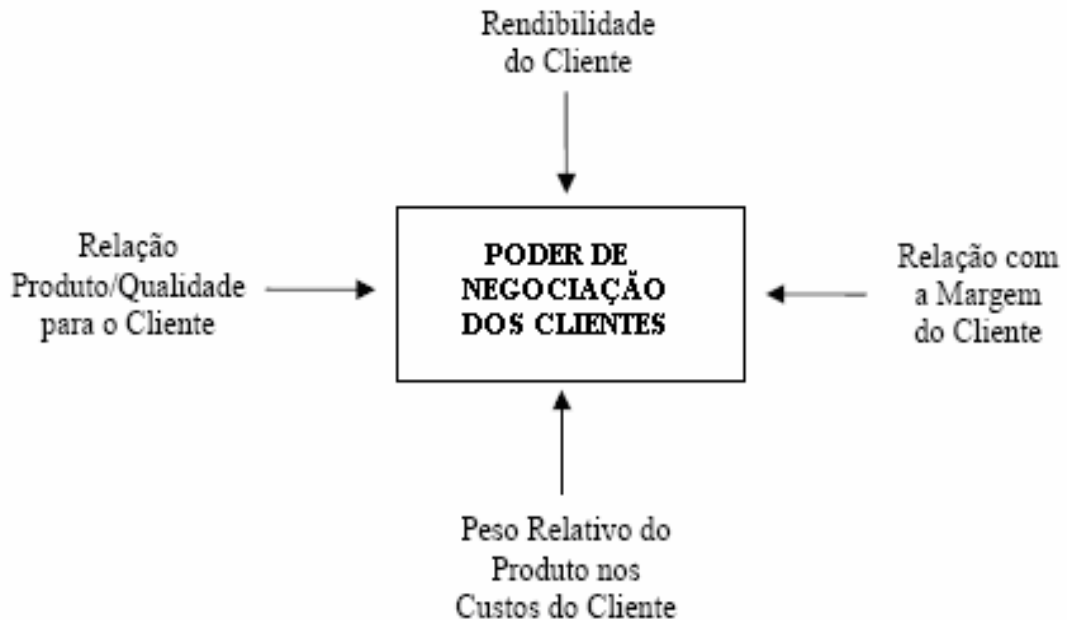 Rendibilidade
do Cliente
Relação
Produto/Qualidade
para o Cliente
PODER DE
NEGOCIAÇÃO
DOS CLIENTES
Relação com
a Margem
do Cliente
Peso Relativo do
Produto nos
Custos do Cliente